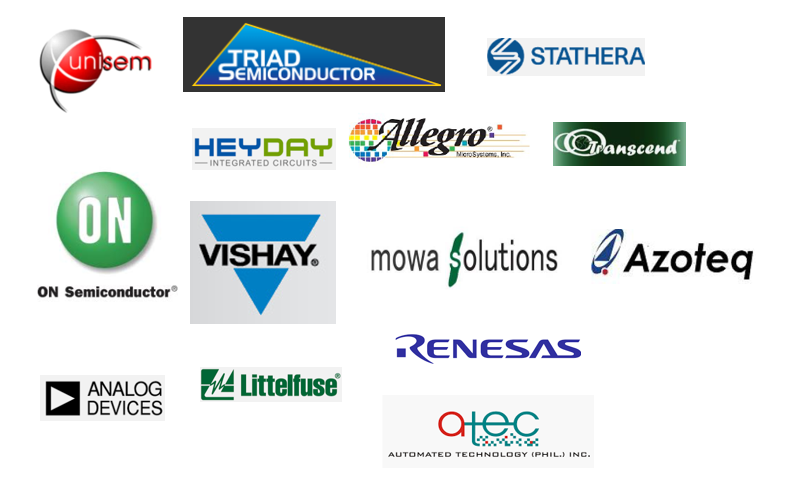 unisem
TRIAD
SEMICONDUCTOR
STATHERA
HEYDAY
INTEGRATED CIRCUITS
Allegro®
MicroSystems, Inc.
Transcend
ON
ON Semiconductor®
VISHAY®
mowa solutions
Azoteq
RENESAS
ANALOG
DEVICES
Littelfuse®
atec
AUTOMATED TECHNOLOGY (PHIL.) INC.